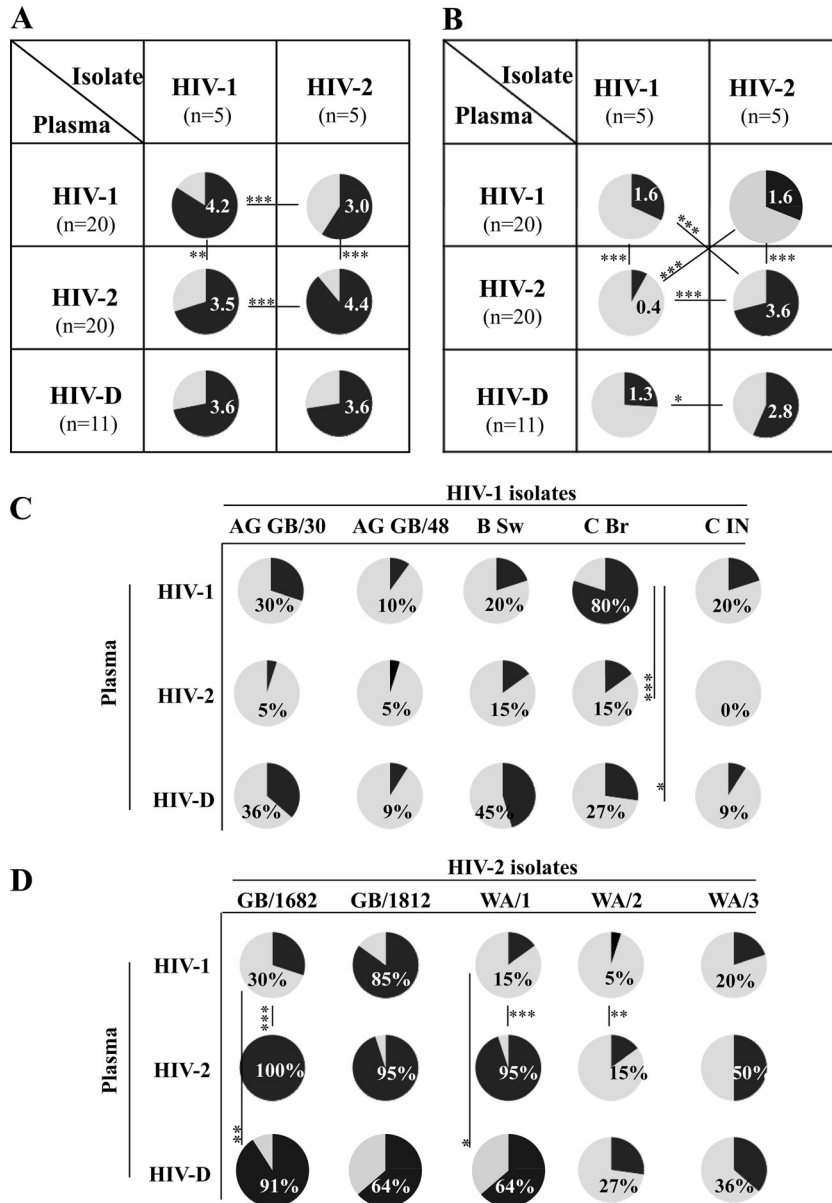 A
Isolate
Plasma
HIV-1
(n=5)
HIV-2
(n=5)
HIV-1
(n=20)
4.2
***
3.0
**
***
HIV-2
(n=20)
3.5
***
4.4
HIV-D
(n=11)
3.6
3.6
B
Isolate
Plasma
HIV-1
(n=5)
HIV-2
(n=5)
HIV-1
(n=20)
1.6
***
1.6
***
***
***
HIV-2
(n=20)
0.4
***
3.6
HIV-D
(n=11)
1.3
*
2.8
C
HIV-1 isolates
AG GB/30 AG GB/48 B Sw C Br C IN
Plasma
HIV-1
30% 10% 20% 80% 20%
HIV-2
5% 5% 15% 15% *** 0%
HIV-D
36% 9% 45% 27% * 9%
D
HIV-2 isolates
GB/1682 GB/1812 WA/1 WA/2 WA/3
Plasma
HIV-1
30% 85% 15% 5% 20%
*** *** **
HIV-2
100% 95% 95% 15% 50%
** *
HIV-D
91% 64% 64% 27% 36%